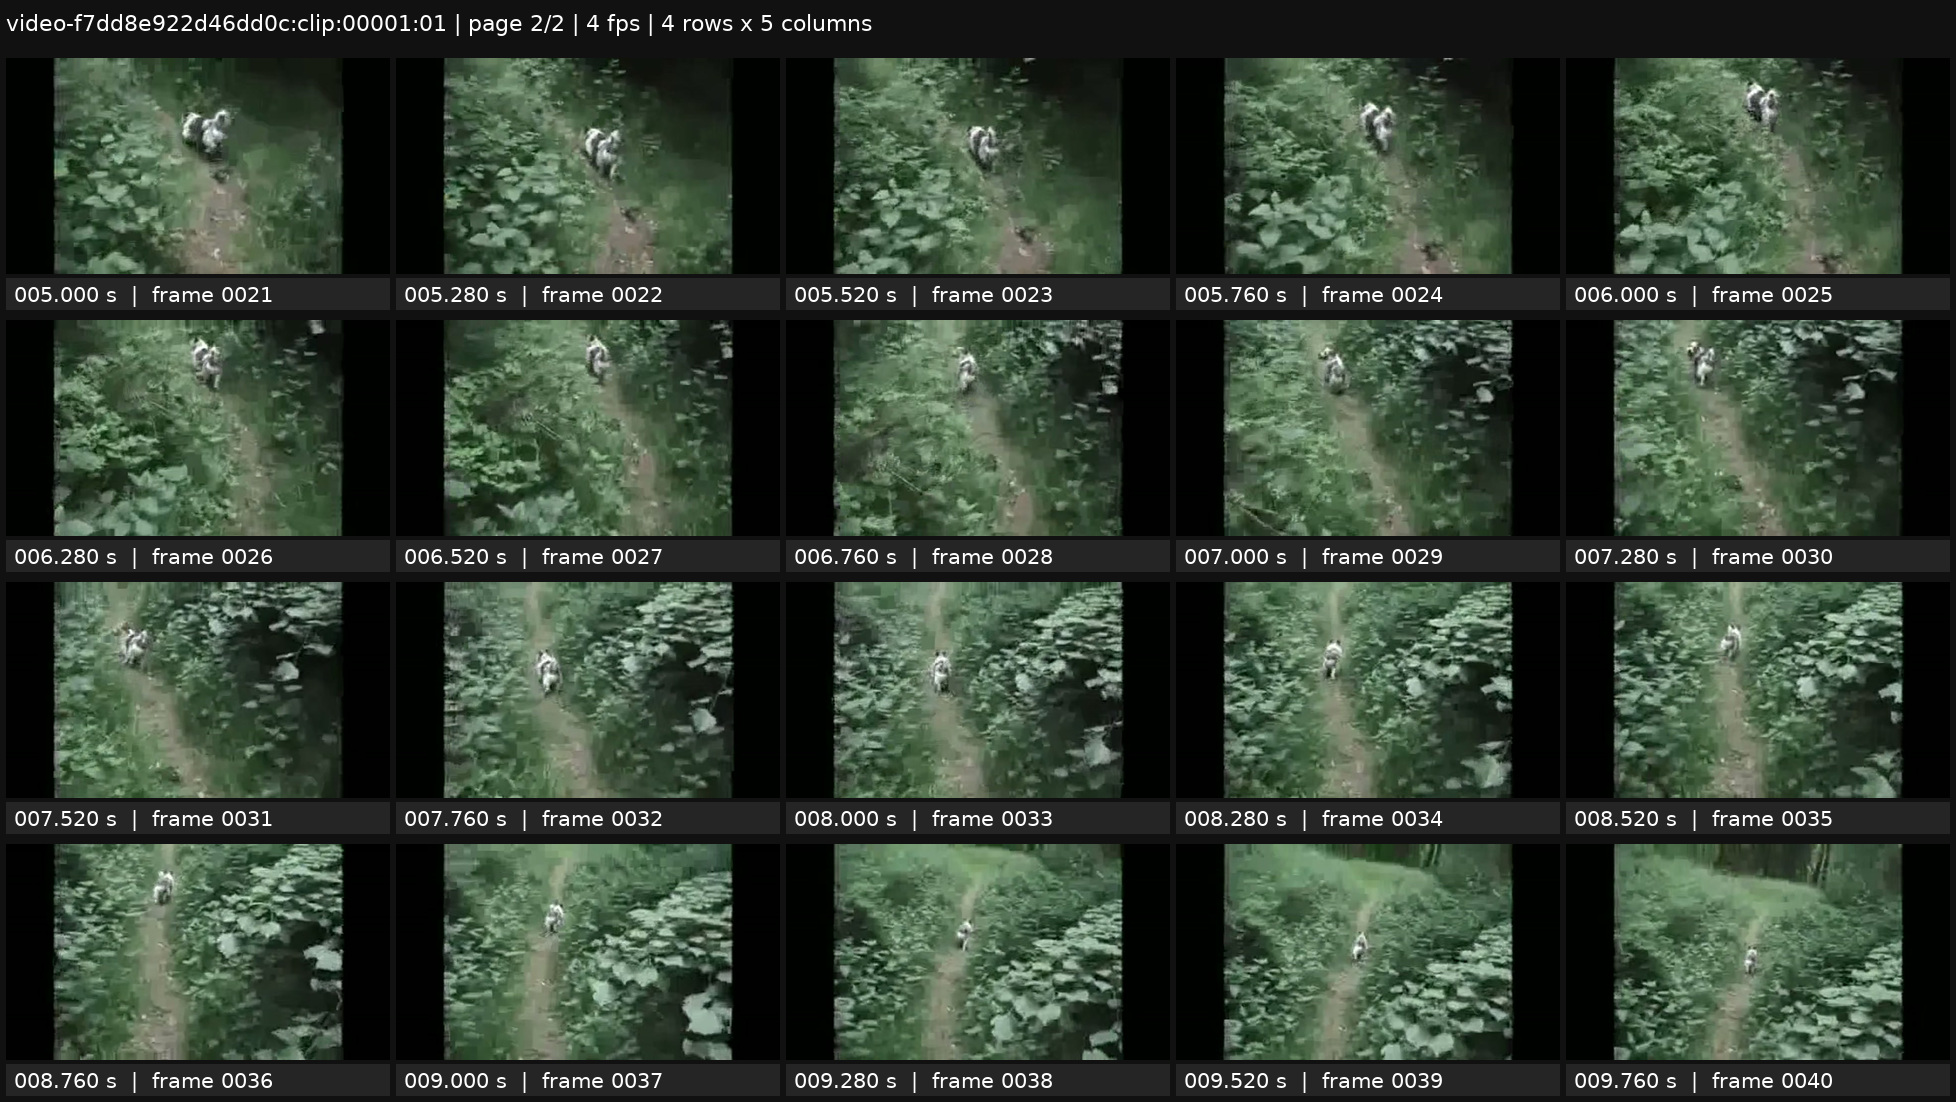 video-f7dd8e922d46dd0c:clip:00001:01 | page 2/2 | 4 fps | 4 rows x 5 columns
005.000 s | frame 0021
005.280 s | frame 0022
005.520 s | frame 0023
005.760 s | frame 0024
006.000 s | frame 0025
006.280 s | frame 0026
006.520 s | frame 0027
006.760 s | frame 0028
007.000 s | frame 0029
007.280 s | frame 0030
007.520 s | frame 0031
007.760 s | frame 0032
008.000 s | frame 0033
008.280 s | frame 0034
008.520 s | frame 0035
008.760 s | frame 0036
009.000 s | frame 0037
009.280 s | frame 0038
009.520 s | frame 0039
009.760 s | frame 0040